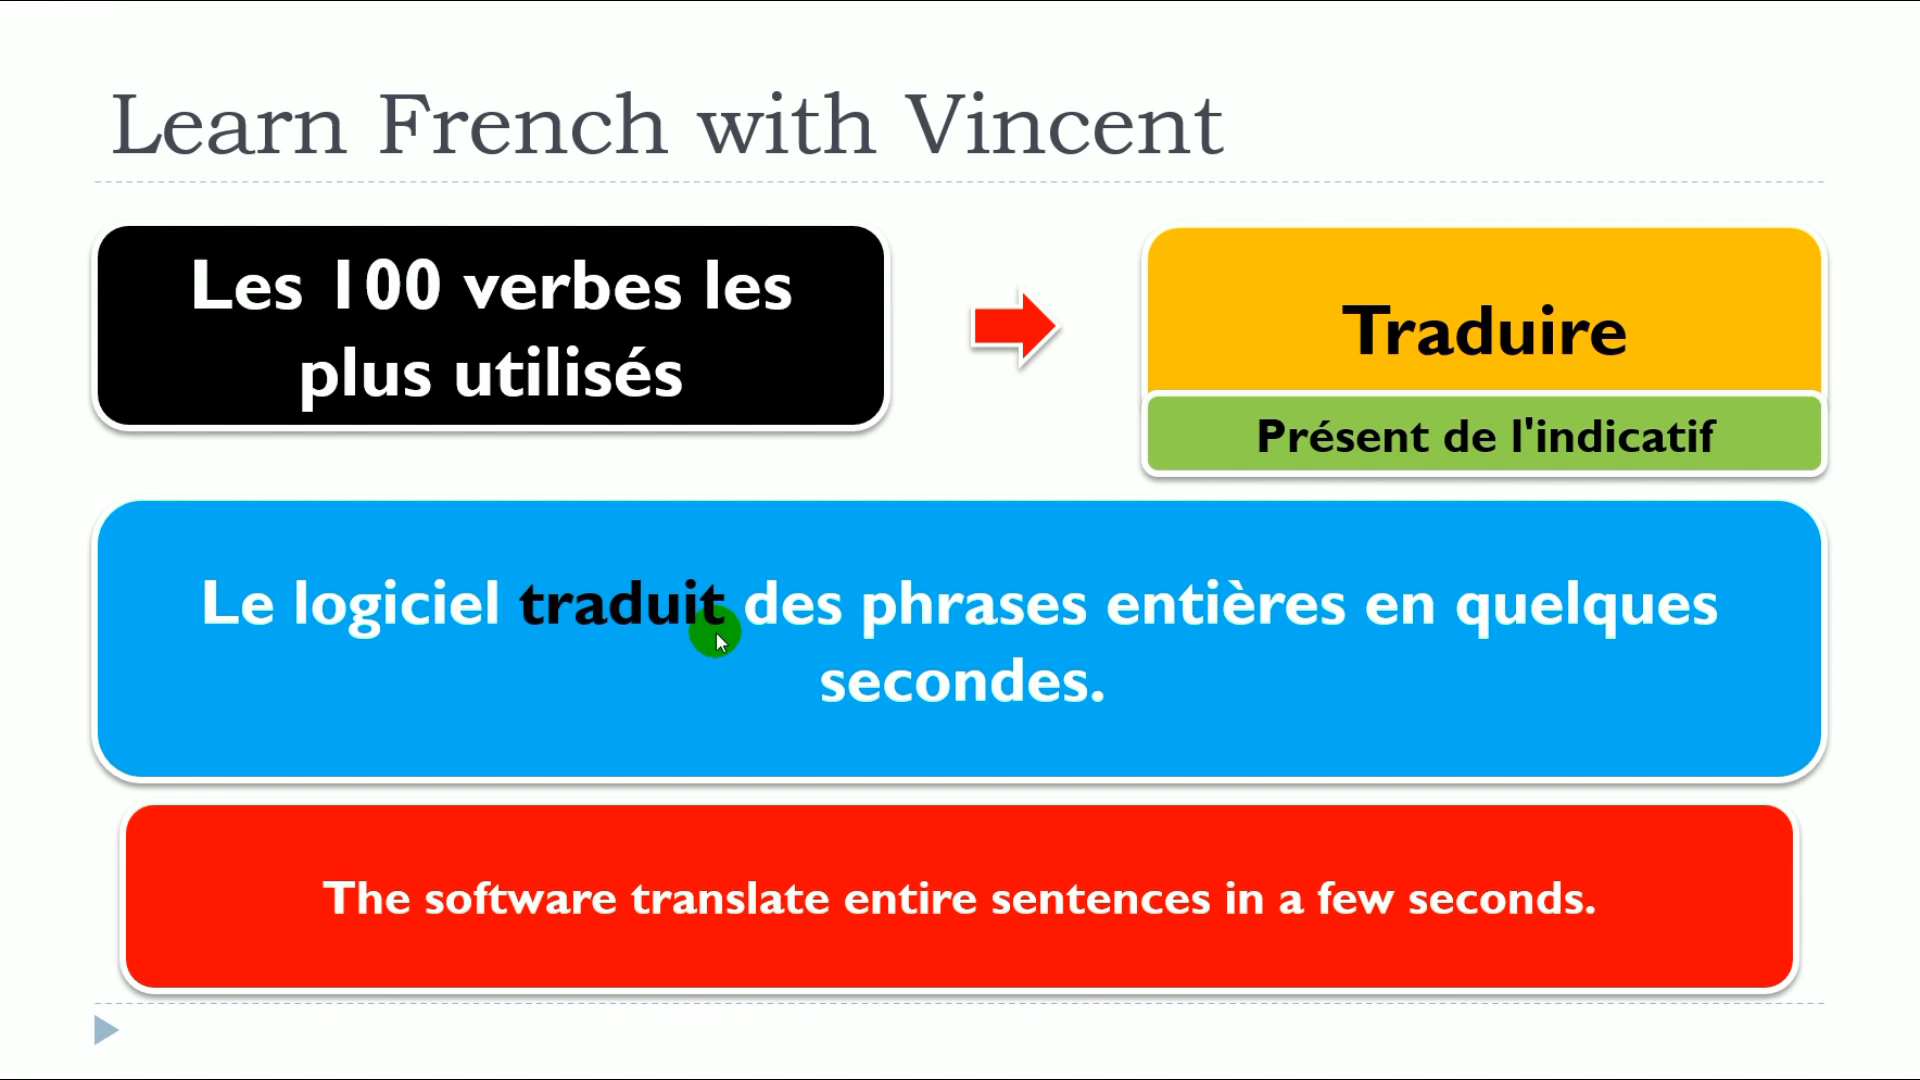 Learn French with Vincent
Les 100 verbes les
plus utilisés
Traduire
Présent de l'indicatif
Le logiciel traduit des phrases entières en quelques
secondes.
The software translate entire sentences in a few seconds.